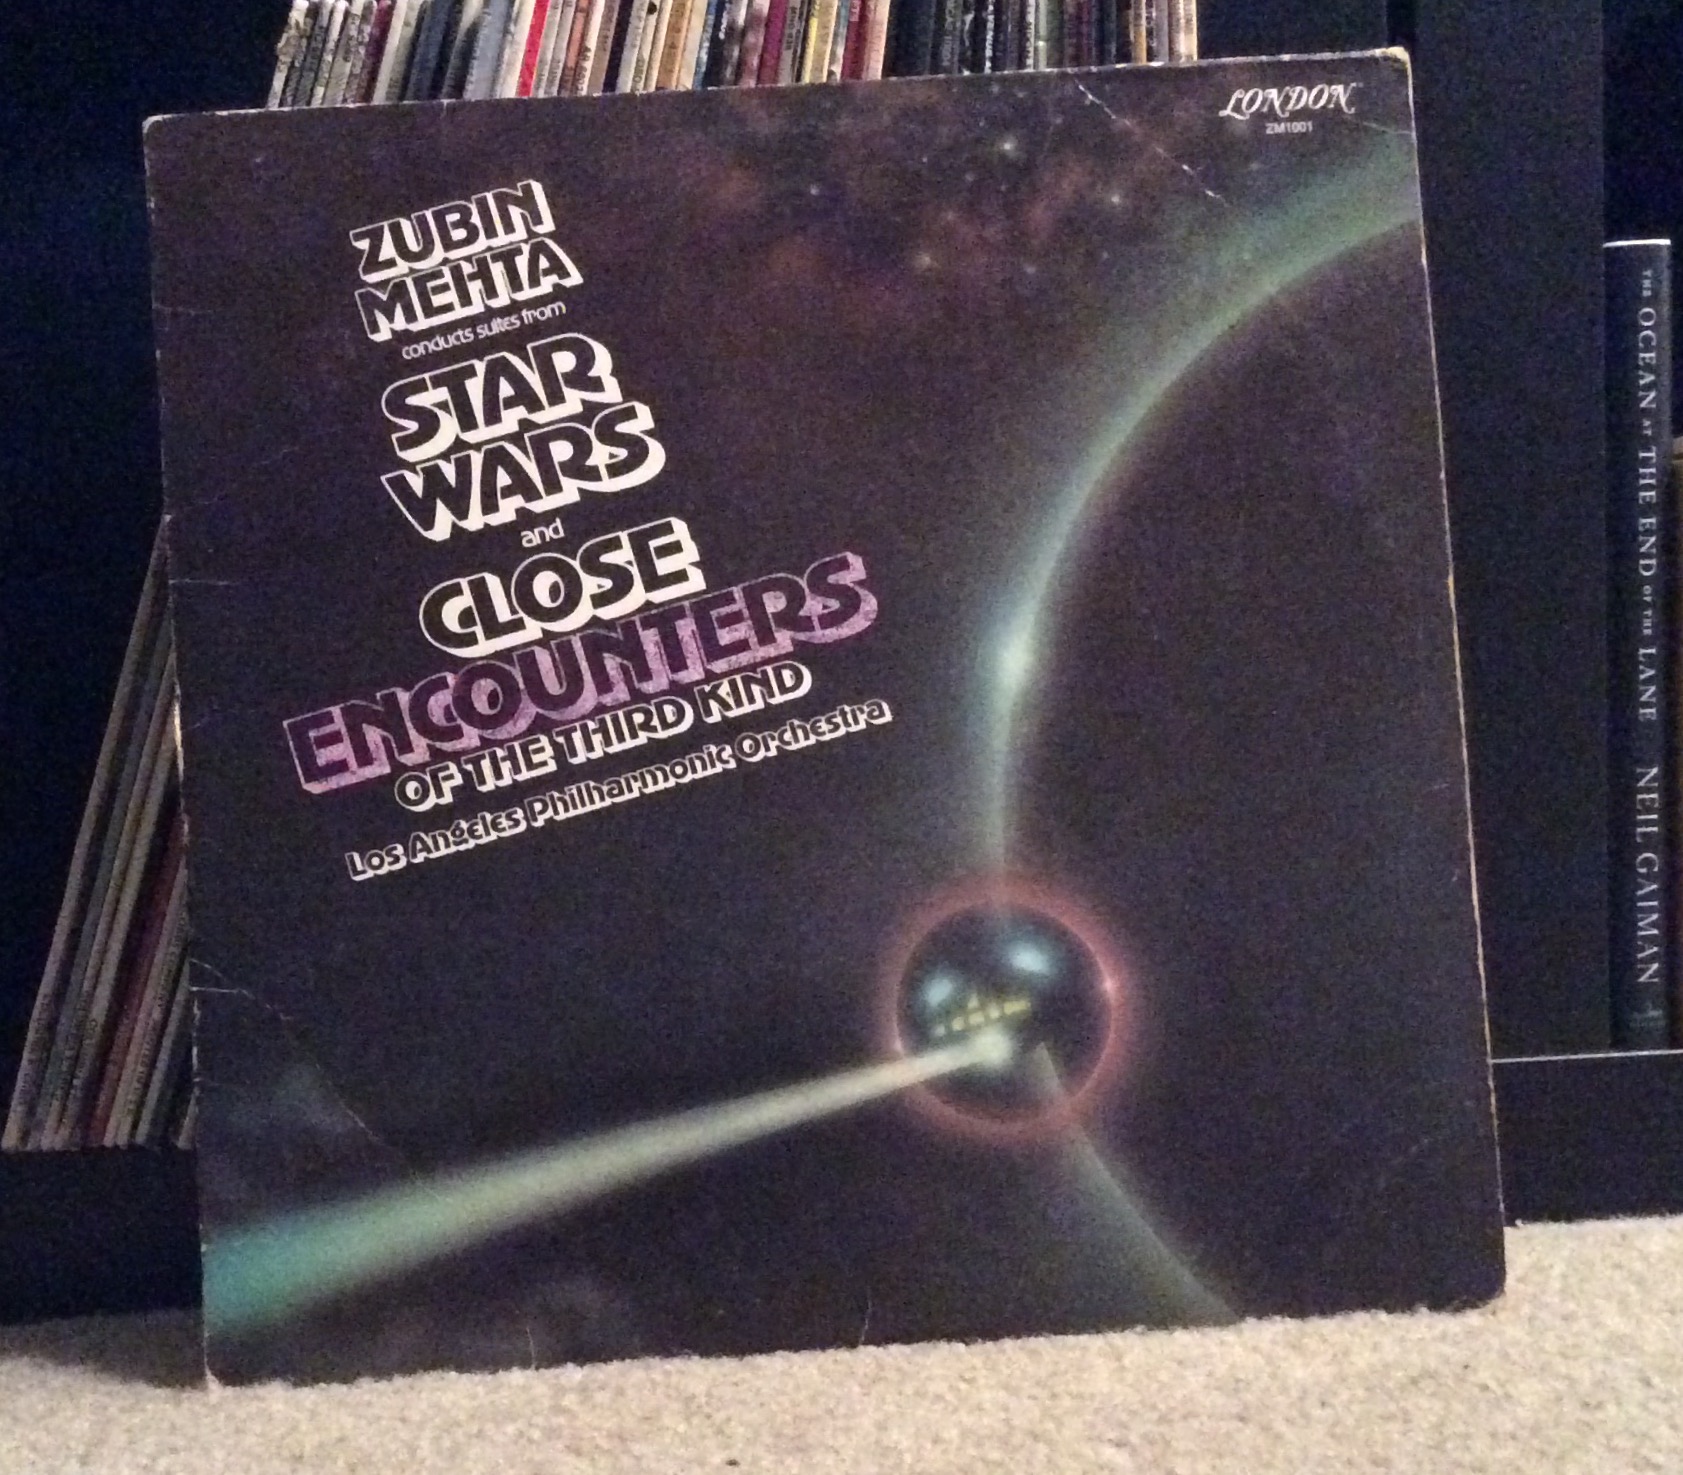 LONDON
ZM1001
ZUBIN
MEHTA
conducts suites from
STAR
WARS
and
CLOSE
ENCOUNTERS
OF THE THIRD KIND
Los Angeles Philharmonic Orchestra
THE OCEAN AT THE END OF THE LANE NEIL GAIMAN